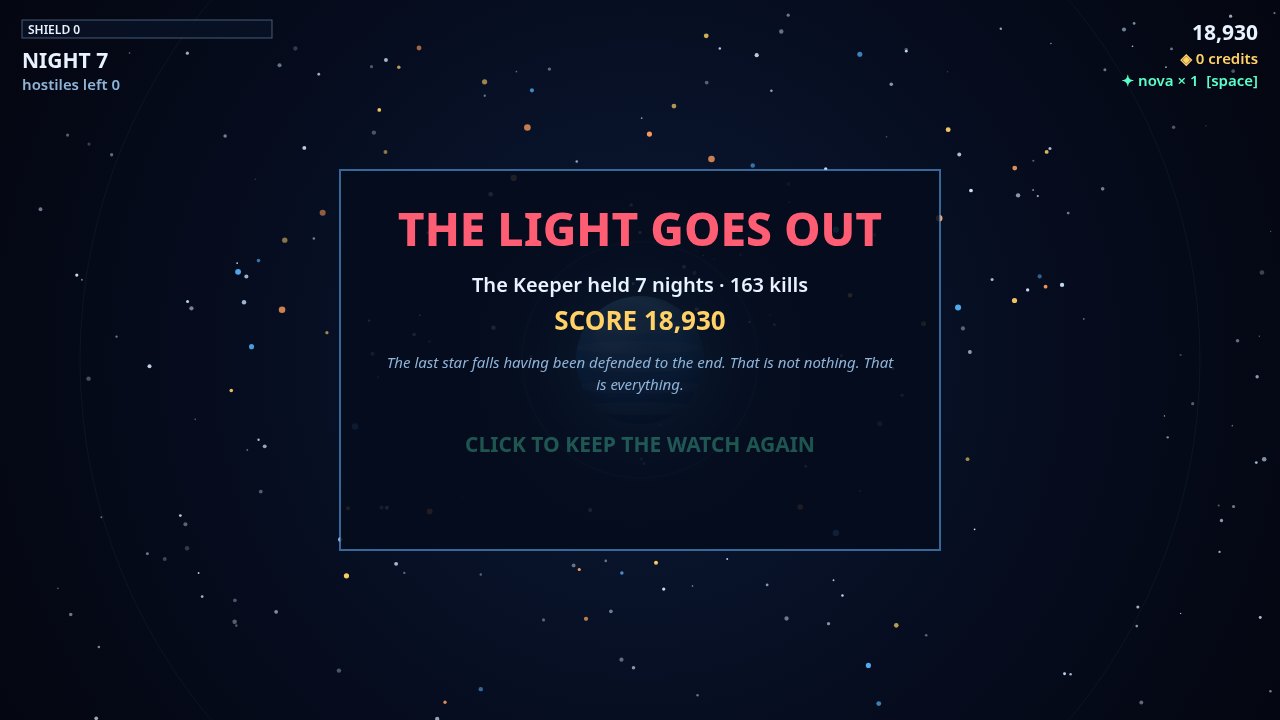 SHIELD 0
NIGHT 7
hostiles left 0
18,930
◈ 0 credits
✦ nova × 1 [space]
THE LIGHT GOES OUT
The Keeper held 7 nights · 163 kills
SCORE 18,930
The last star falls having been defended to the end. That is not nothing. That
is everything.
CLICK TO KEEP THE WATCH AGAIN